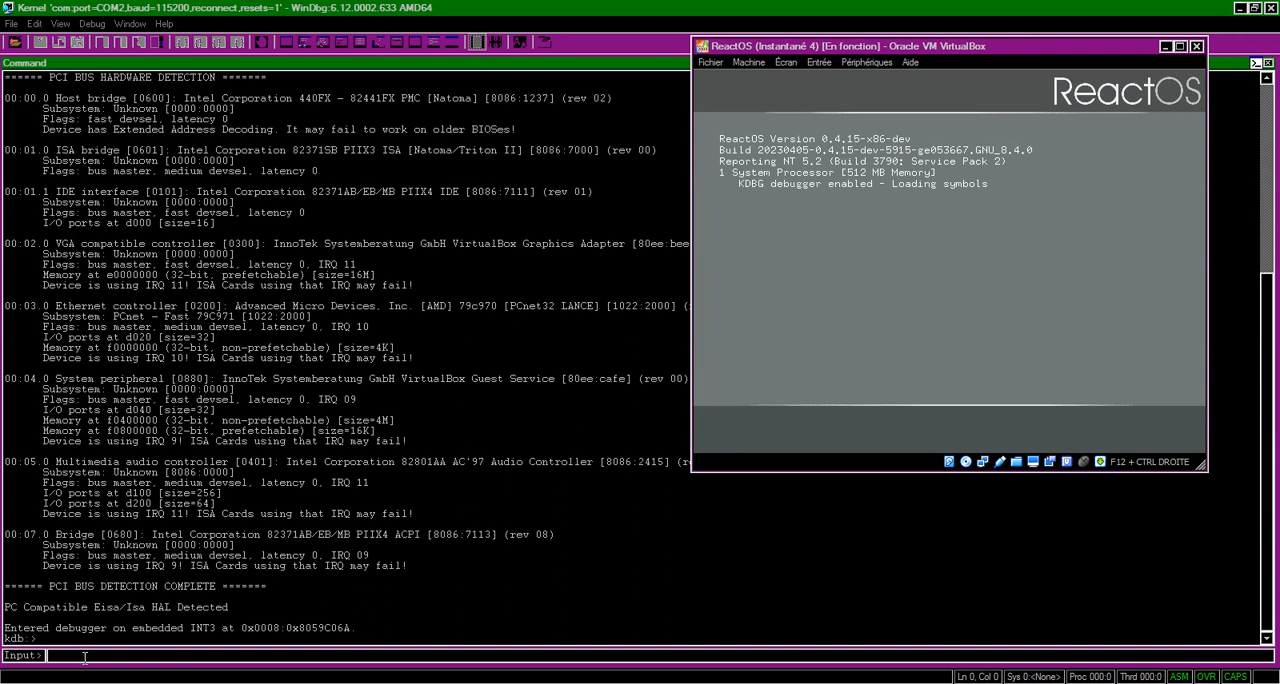 Kernel 'com:port=COM2,baud=115200,reconnect,resets=1' - WinDbg:6.12.0002.633 AMD64
File Edit View Debug Window Help
Command
====== PCI BUS HARDWARE DETECTION =======
00:00.0 Host bridge [0600]: Intel Corporation 440FX - 82441FX PMC [Natoma] [8086:1237] (rev 02)
Subsystem: Unknown [0000:0000]
Flags: fast devsel, latency 0
Device has Extended Address Decoding. It may fail to work on older BIOSes!
00:01.0 ISA bridge [0601]: Intel Corporation 82371SB PIIX3 ISA [Natoma/Triton II] [8086:7000] (rev 00)
Subsystem: Unknown [0000:0000]
Flags: bus master, medium devsel, latency 0
00:01.1 IDE interface [0101]: Intel Corporation 82371AB/EB/MB PIIX4 IDE [8086:7111] (rev 01)
Subsystem: Unknown [0000:0000]
Flags: bus master, fast devsel, latency 0
I/O ports at d000 [size=16]
00:02.0 VGA compatible controller [0300]: InnoTek Systemberatung GmbH VirtualBox Graphics Adapter [80ee:bee
Subsystem: Unknown [0000:0000]
Flags: bus master, fast devsel, latency 0, IRQ 11
Memory at e0000000 (32-bit, prefetchable) [size=16M]
Device is using IRQ 11! ISA Cards using that IRQ may fail!
00:03.0 Ethernet controller [0200]: Advanced Micro Devices, Inc. [AMD] 79c970 [PCnet32 LANCE] [1022:2000] (
Subsystem: PCnet - Fast 79C971 [1022:2000]
Flags: bus master, medium devsel, latency 0, IRQ 10
I/O ports at d020 [size=32]
Memory at f0000000 (32-bit, non-prefetchable) [size=4K]
Device is using IRQ 10! ISA Cards using that IRQ may fail!
00:04.0 System peripheral [0880]: InnoTek Systemberatung GmbH VirtualBox Guest Service [80ee:cafe] (rev 00)
Subsystem: Unknown [0000:0000]
Flags: fast devsel, latency 0, IRQ 09
I/O ports at d040 [size=32]
Memory at f0400000 (32-bit, non-prefetchable) [size=4M]
Memory at f0800000 (32-bit, prefetchable) [size=16K]
Device is using IRQ 9! ISA Cards using that IRQ may fail!
00:05.0 Multimedia audio controller [0401]: Intel Corporation 82801AA AC'97 Audio Controller [8086:2415] (r
Subsystem: Unknown [8086:0000]
Flags: bus master, medium devsel, latency 0, IRQ 11
I/O ports at d100 [size=256]
I/O ports at d200 [size=64]
Device is using IRQ 11! ISA Cards using that IRQ may fail!
00:07.0 Bridge [0680]: Intel Corporation 82371AB/EB/MB PIIX4 ACPI [8086:7113] (rev 08)
Subsystem: Unknown [0000:0000]
Flags: bus master, medium devsel, latency 0, IRQ 09
Device is using IRQ 9! ISA Cards using that IRQ may fail!
====== PCI BUS DETECTION COMPLETE =======
PC Compatible Eisa/Isa HAL Detected
Entered debugger on embedded INT3 at 0x0008:0x8059C06A.
kdb:>
Input>
Ln 0, Col 0 Sys 0:<None> Proc 000:0 Thrd 000:0 ASM OVR CAPS
ReactOS (Instantané 4) [En fonction] - Oracle VM VirtualBox
Fichier Machine Écran Entrée Périphériques Aide
ReactOS
ReactOS Version 0.4.15-x86-dev
Build 20230405-0.4.15-dev-5915-ge053667.GNU_8.4.0
Reporting NT 5.2 (Build 3790: Service Pack 2)
1 System Processor [512 MB Memory]
KDBG debugger enabled - Loading symbols
F12 + CTRL DROITE